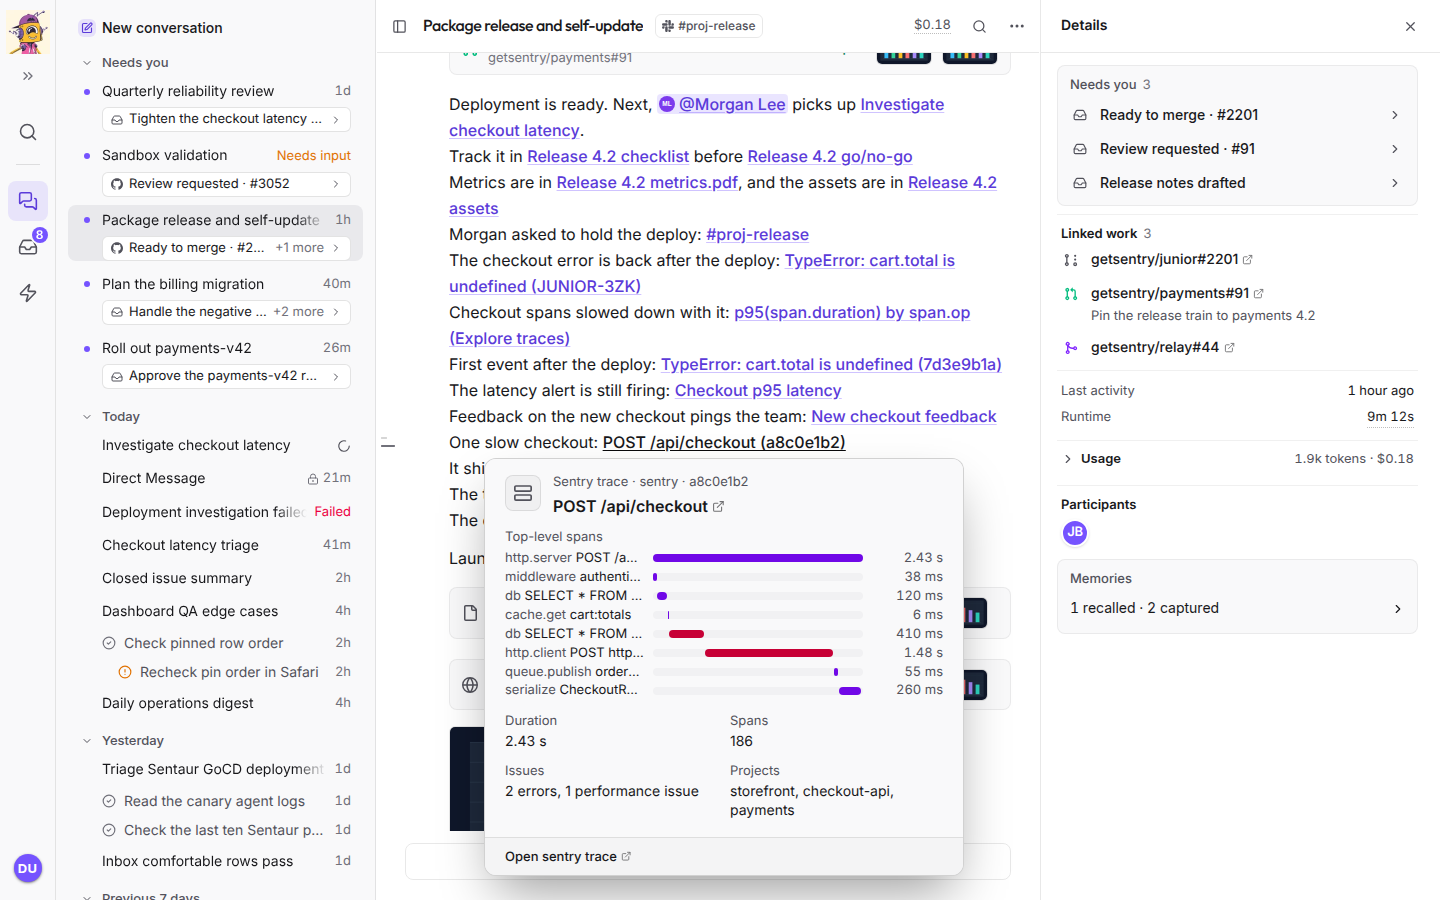 New conversation
Needs you
Quarterly reliability review 1d
Tighten the checkout latency ...
Sandbox validation Needs input
Review requested · #3052
Package release and self-update 1h
Ready to merge · #2... +1 more
Plan the billing migration 40m
Handle the negative ... +2 more
Roll out payments-v42 26m
Approve the payments-v42 r...
Today
Investigate checkout latency
Direct Message 21m
Deployment investigation failed Failed
Checkout latency triage 41m
Closed issue summary 2h
Dashboard QA edge cases 4h
Check pinned row order 2h
Recheck pin order in Safari 2h
Daily operations digest 4h
Yesterday
Triage Sentaur GoCD deployment 1d
Read the canary agent logs 1d
Check the last ten Sentaur p... 1d
Inbox comfortable rows pass 1d
Previous 7 days
8
DU
Package release and self-update #proj-release $0.18
getsentry/payments#91
Deployment is ready. Next, ML @Morgan Lee picks up Investigate
checkout latency.
Track it in Release 4.2 checklist before Release 4.2 go/no-go
Metrics are in Release 4.2 metrics.pdf, and the assets are in Release 4.2
assets
Morgan asked to hold the deploy: #proj-release
The checkout error is back after the deploy: TypeError: cart.total is
undefined (JUNIOR-3ZK)
Checkout spans slowed down with it: p95(span.duration) by span.op
(Explore traces)
First event after the deploy: TypeError: cart.total is undefined (7d3e9b1a)
The latency alert is still firing: Checkout p95 latency
Feedback on the new checkout pings the team: New checkout feedback
One slow checkout: POST /api/checkout (a8c0e1b2)
It shi
The
The
Laun
Sentry trace · sentry · a8c0e1b2
POST /api/checkout
Top-level spans
http.server POST /a... 2.43 s
middleware authenti... 38 ms
db SELECT * FROM ... 120 ms
cache.get cart:totals 6 ms
db SELECT * FROM ... 410 ms
http.client POST http... 1.48 s
queue.publish order... 55 ms
serialize CheckoutR... 260 ms
Duration Spans
2.43 s 186
Issues Projects
2 errors, 1 performance issue storefront, checkout-api,
payments
Open sentry trace
Details
Needs you 3
Ready to merge · #2201
Review requested · #91
Release notes drafted
Linked work 3
getsentry/junior#2201
getsentry/payments#91
Pin the release train to payments 4.2
getsentry/relay#44
Last activity 1 hour ago
Runtime 9m 12s
Usage 1.9k tokens · $0.18
Participants
JB
Memories
1 recalled · 2 captured